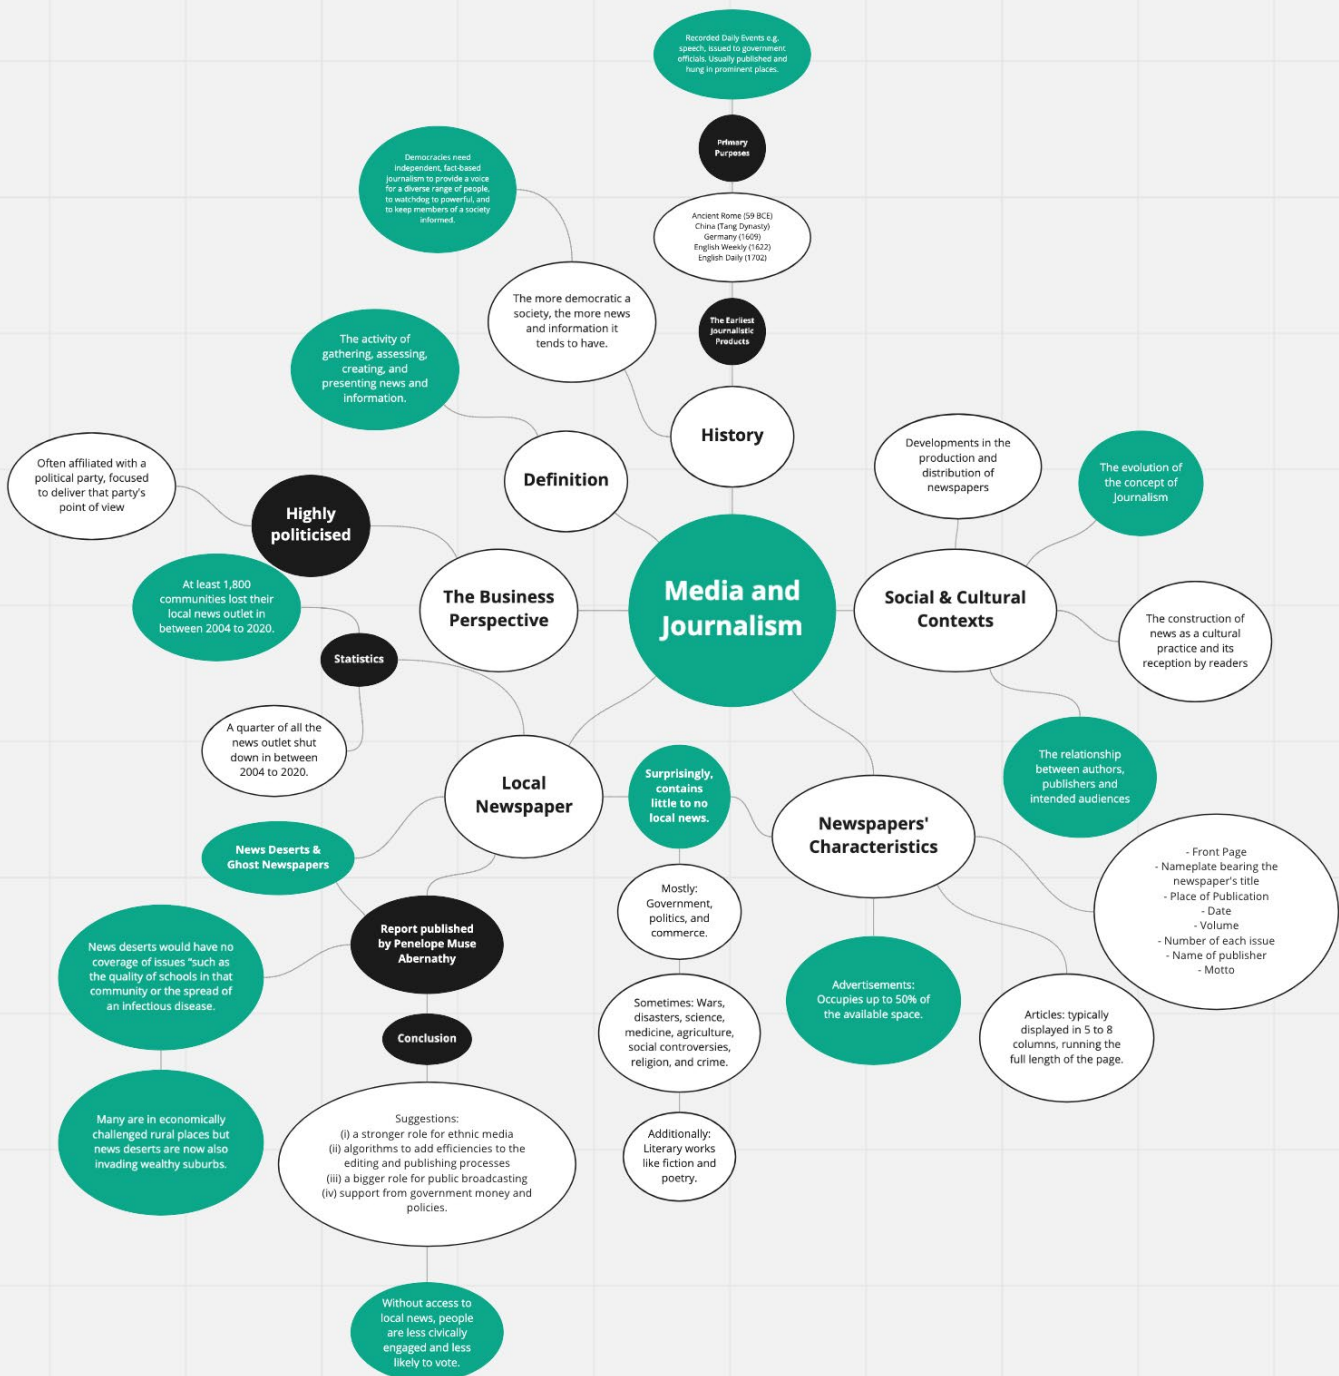 Recorded Daily Events e.g.
speech, issued to government
officials. Usually published and
hung in prominent places.
Primary
Purposes
Ancient Rome (59 BCE)
China (Tang Dynasty)
Germany (1609)
English Weekly (1622)
English Daily (1702)
The Earliest
Journalistic
Products
History
Democracies need
independent, fact-based
journalism to provide a voice
for a diverse range of people,
to watchdog to powerful, and
to keep members of a society
informed.
The more democratic a
society, the more news
and information it
tends to have.
The activity of
gathering, assessing,
creating, and
presenting news and
information.
Definition
Often affiliated with a
political party, focused
to deliver that party's
point of view
Highly
politicised
The Business
Perspective
Media and
Journalism
Social & Cultural
Contexts
Developments in the
production and
distribution of
newspapers
The evolution of
the concept of
Journalism
The construction of
news as a cultural
practice and its
reception by readers
The relationship
between authors,
publishers and
intended audiences
At least 1,800
communities lost their
local news outlet in
between 2004 to 2020.
Statistics
A quarter of all the
news outlet shut
down in between
2004 to 2020.
Local
Newspaper
Surprisingly,
contains
little to no
local news.
Newspapers'
Characteristics
- Front Page
- Nameplate bearing the
newspaper's title
- Place of Publication
- Date
- Volume
- Number of each issue
- Name of publisher
- Motto
News Deserts &
Ghost Newspapers
Mostly:
Government,
politics, and
commerce.
Report published
by Penelope Muse
Abernathy
News deserts would have no
coverage of issues "such as
the quality of schools in that
community or the spread of
an infectious disease.
Advertisements:
Occupies up to 50% of
the available space.
Sometimes: Wars,
disasters, science,
medicine, agriculture,
social controversies,
religion, and crime.
Articles: typically
displayed in 5 to 8
columns, running the
full length of the page.
Conclusion
Many are in economically
challenged rural places but
news deserts are now also
invading wealthy suburbs.
Suggestions:
(i) a stronger role for ethnic media
(ii) algorithms to add efficiencies to the
editing and publishing processes
(iii) a bigger role for public broadcasting
(iv) support from government money and
policies.
Additionally:
Literary works
like fiction and
poetry.
Without access to
local news, people
are less civically
engaged and less
likely to vote.